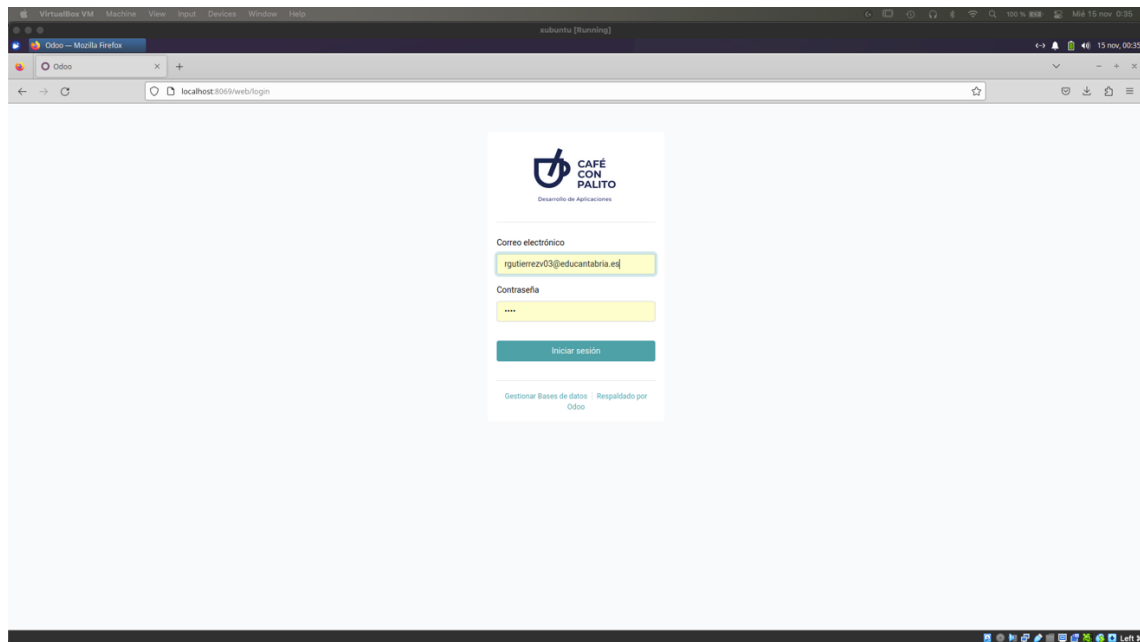 VirtualBox VM Machine View Input Devices Window Help 100 % Mié 15 nov 0:35
xubuntu [Running]
Odoo — Mozilla Firefox 15 nov, 00:35
Odoo
localhost:8069/web/login
CAFÉ
CON
PALITO
Desarrollo de Aplicaciones
Correo electrónico
rgutierrezv03@educantabria.es
Contraseña
••••
Iniciar sesión
Gestionar Bases de datos | Respaldado por
Odoo
Left